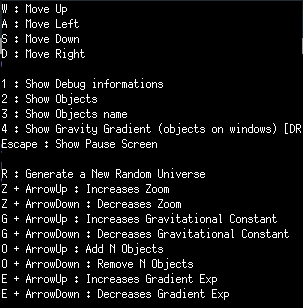 W : Move Up
A : Move Left
S : Move Down
D : Move Right
1 : Show Debug informations
2 : Show Objects
3 : Show Objects name
4 : Show Gravity Gradient (objects on windows) [DR
Escape : Show Pause Screen
R : Generate a New Random Universe
Z + ArrowUp : Increases Zoom
Z + ArrowDown : Decreases Zoom
G + ArrowUp : Increases Gravitational Constant
G + ArrowDown : Decreases Gravitational Constant
O + ArrowUp : Add N Objects
O + ArrowDown : Remove N Objects
E + ArrowUp : Increases Gradient Exp
E + ArrowDown : Decreases Gradient Exp